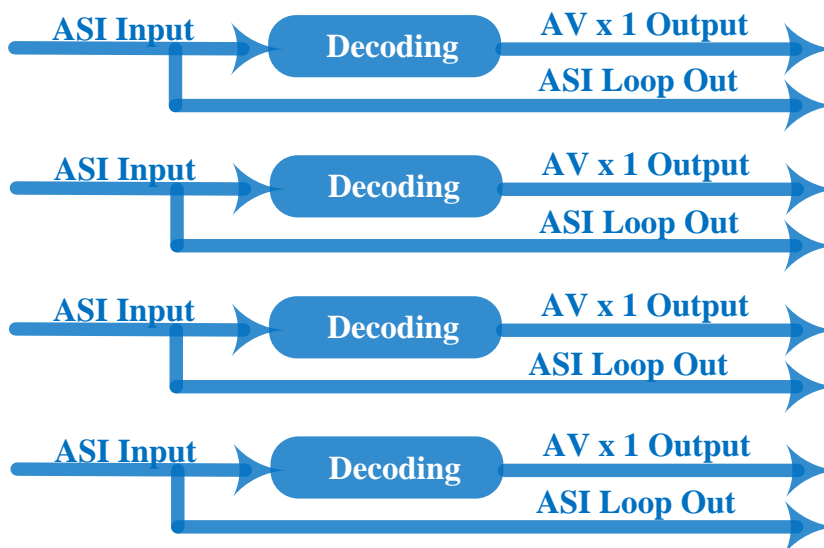 ASI Input
Decoding
AV x 1 Output
ASI Loop Out
ASI Input
Decoding
AV x 1 Output
ASI Loop Out
ASI Input
Decoding
AV x 1 Output
ASI Loop Out
ASI Input
Decoding
AV x 1 Output
ASI Loop Out